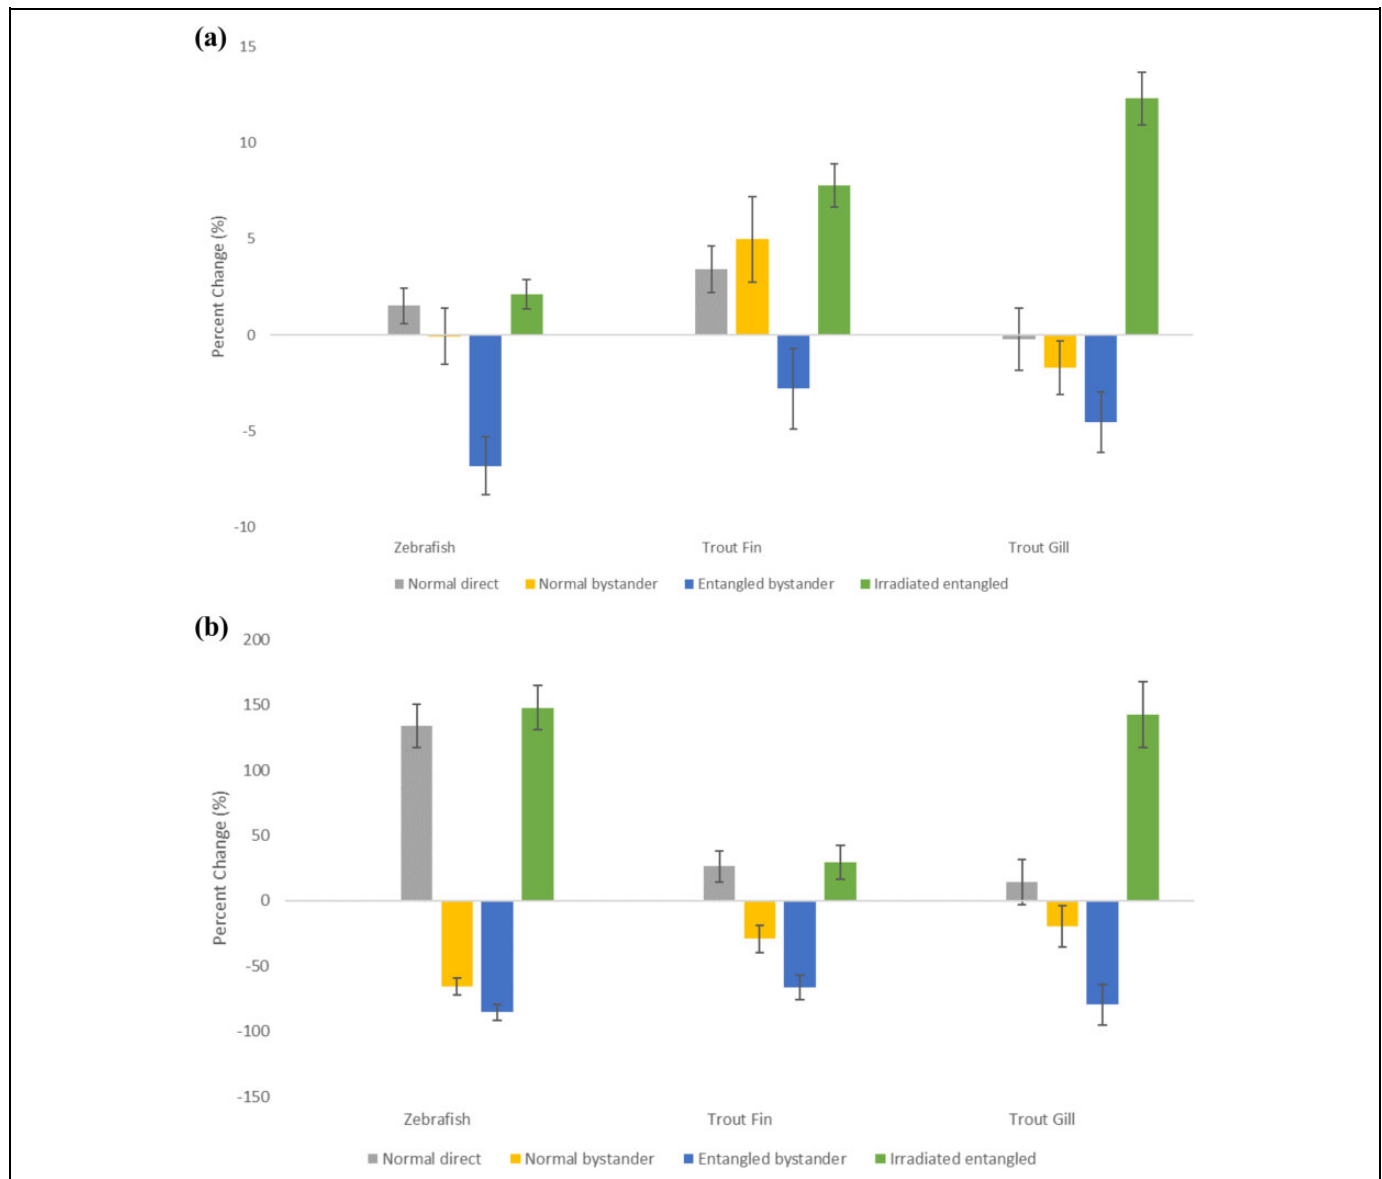 (a)
15
10
5
0
-5
-10
Percent Change (%)
Zebrafish Trout Fin Trout Gill
Normal direct Normal bystander Entangled bystander Irradiated entangled
(b)
200
150
100
50
0
-50
-100
-150
Percent Change (%)
Zebrafish Trout Fin Trout Gill
Normal direct Normal bystander Entangled bystander Irradiated entangled